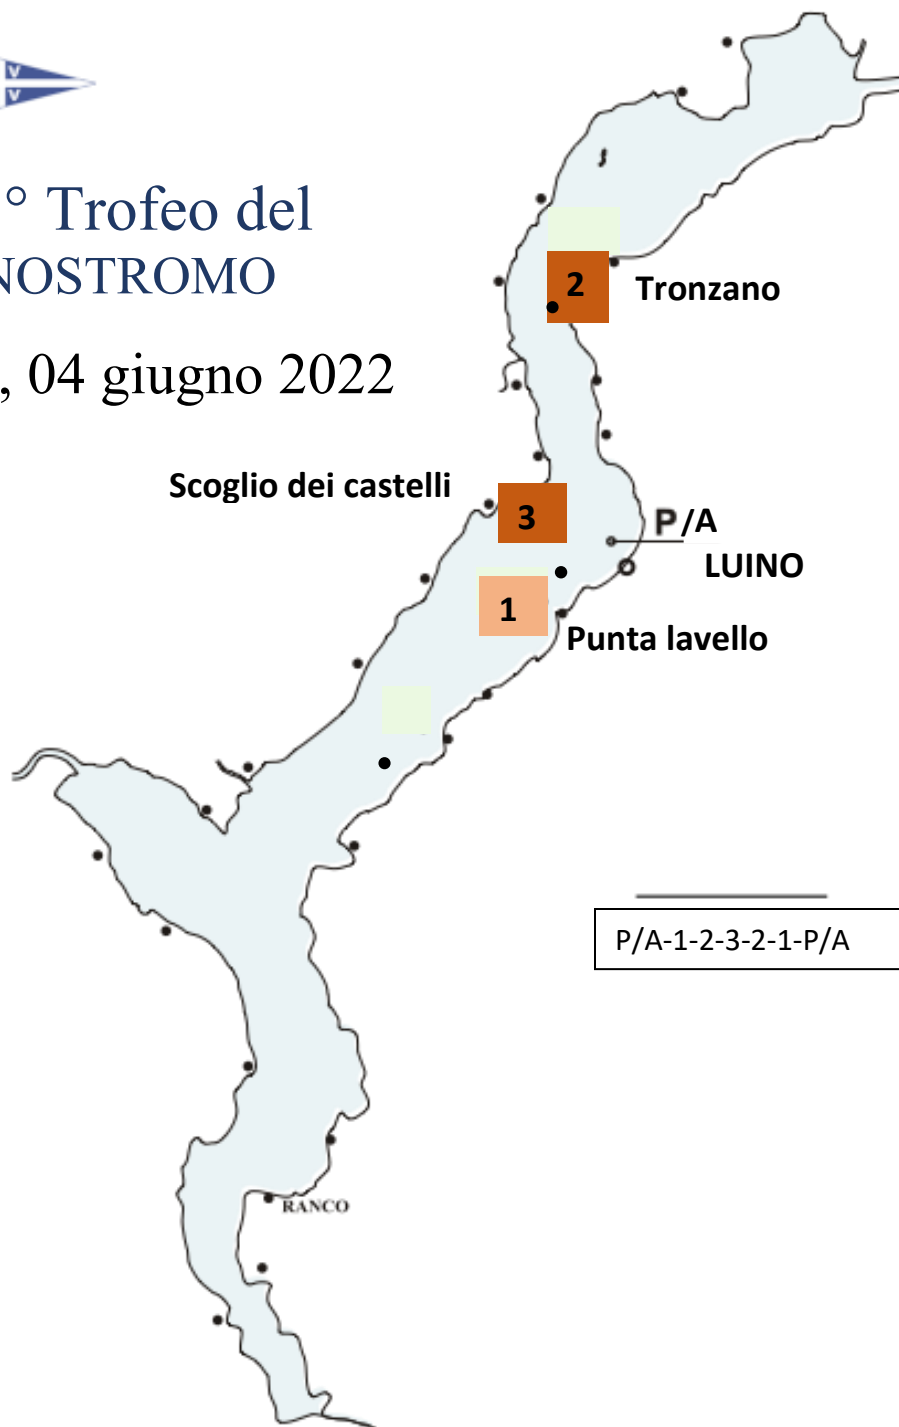 V
V
° Trofeo del
NOSTROMO
, 04 giugno 2022
2
Tronzano
Scoglio dei castelli
3
P/A
LUINO
1
Punta lavello
P/A-1-2-3-2-1-P/A
RANCO